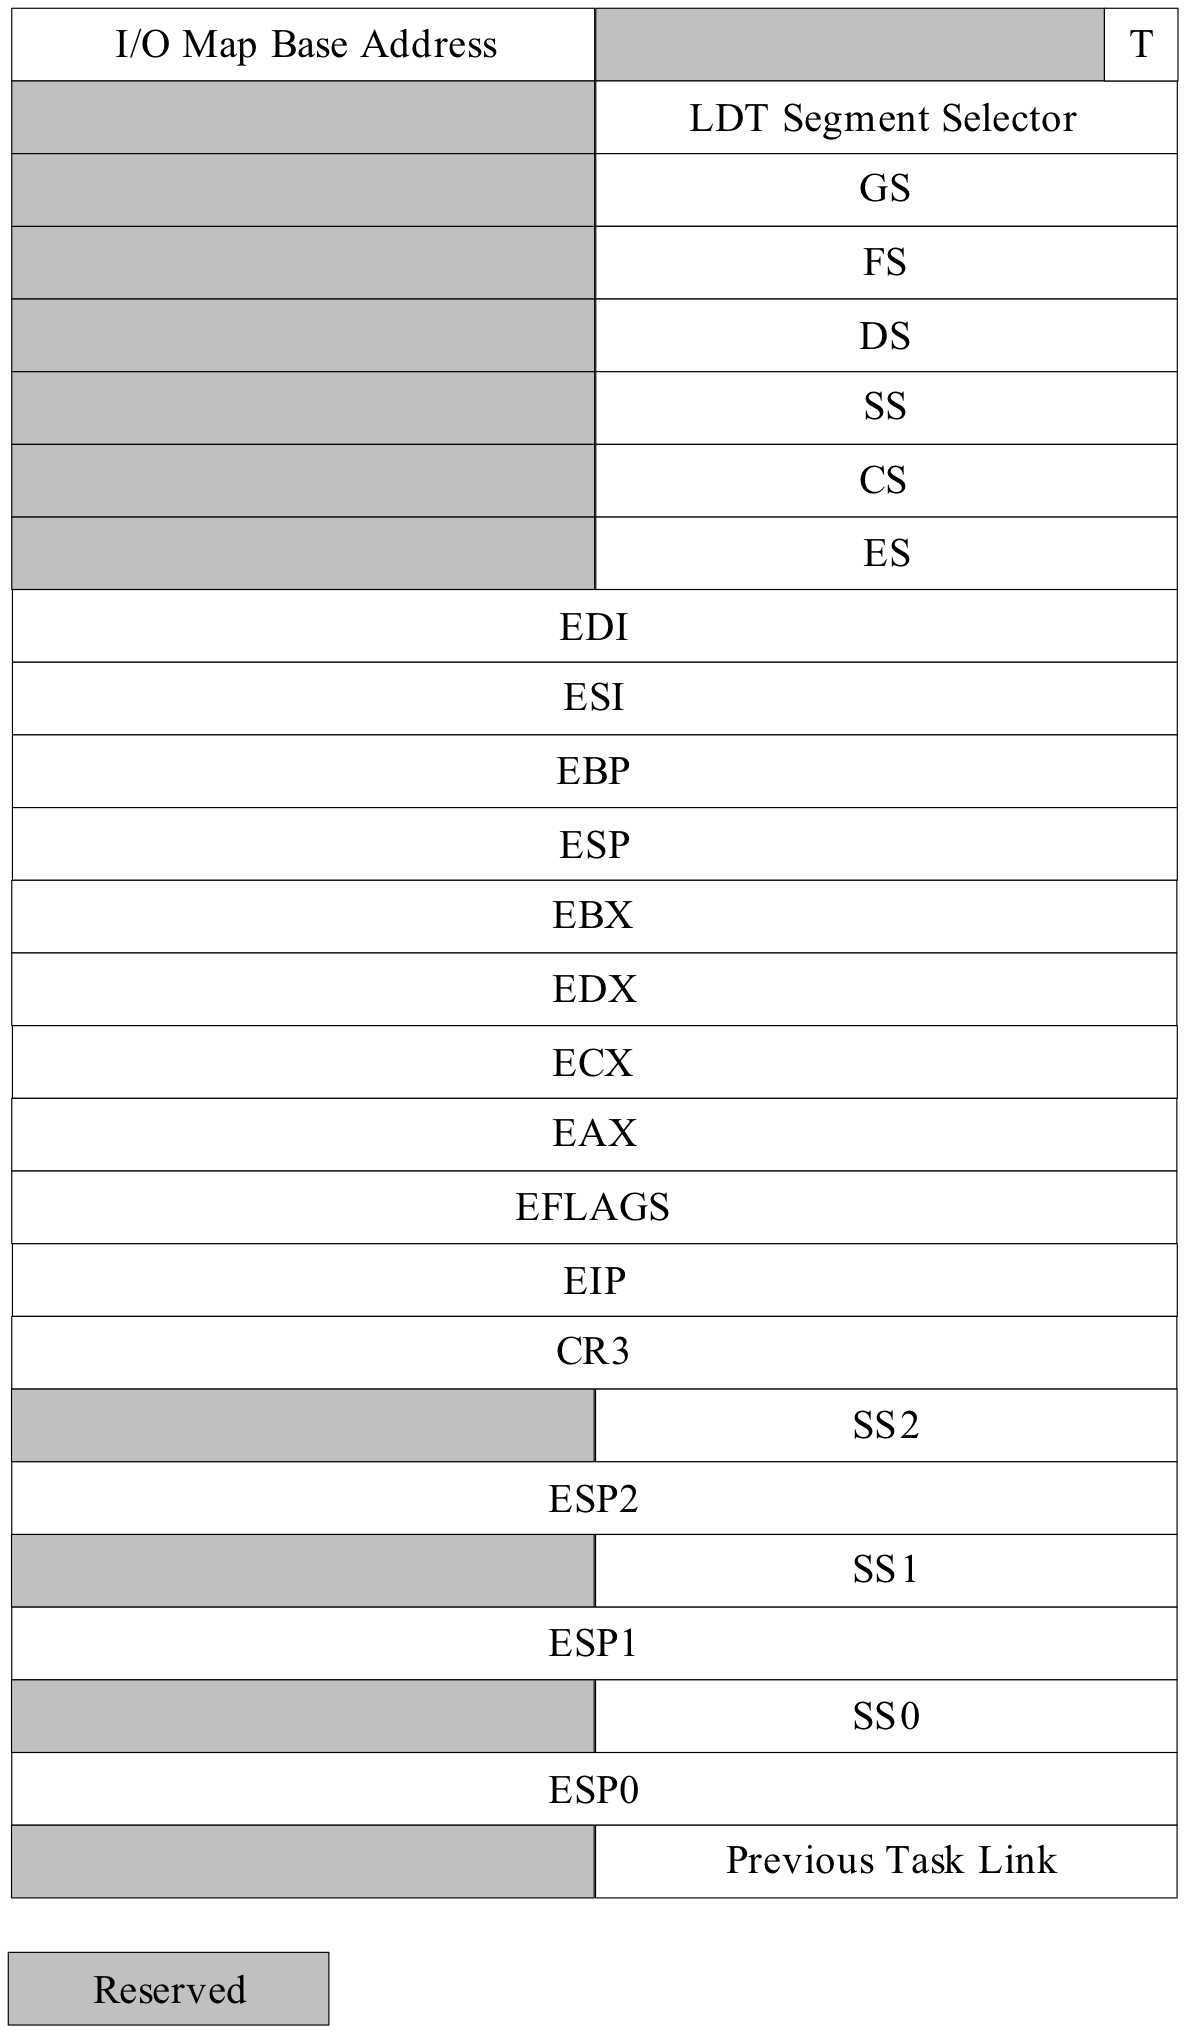 I/O Map Base Address
T
LDT Segment Selector
GS
FS
DS
SS
CS
ES
EDI
ESI
EBP
ESP
EBX
EDX
ECX
EAX
EFLAGS
EIP
CR3
SS2
ESP2
SS1
ESP1
SS0
ESP0
Previous Task Link
Reserved